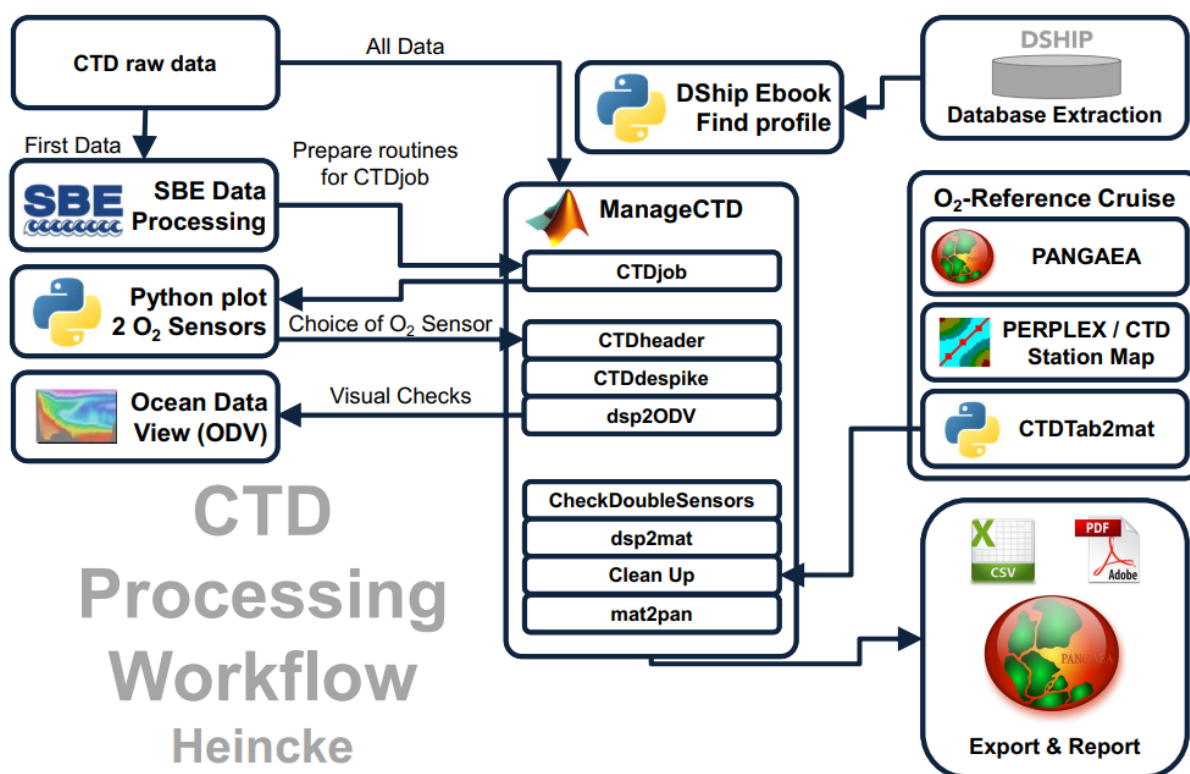 CTD raw data
All Data
First Data
SBE
SBE Data
Processing
Prepare routines
for CTDjob
Python plot
2 O₂ Sensors
Choice of O₂ Sensor
Ocean Data
View (ODV)
Visual Checks
DShip Ebook
Find profile
DSHIP
Database Extraction
ManageCTD
CTDjob
CTDheader
CTDdespike
dsp2ODV
CheckDoubleSensors
dsp2mat
Clean Up
mat2pan
O₂-Reference Cruise
PANGAEA
PERPLEX / CTD
Station Map
CTDTab2mat
X
CSV
PDF
Adobe
PANGAEA
Export & Report
CTD
Processing
Workflow
Heincke